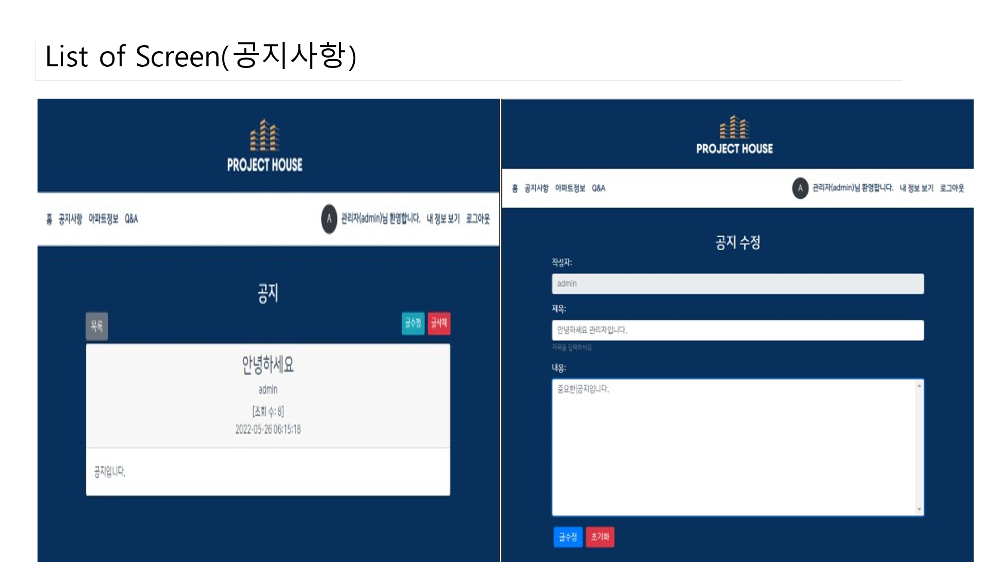 List of Screen(공지사항)
PROJECT HOUSE
홈 공지사항 아파트정보 Q&A
A 관리자(admin)님 환영합니다. 내 정보 보기 로그아웃
공지
목록 글수정 글삭제
안녕하세요
admin
[조회 수: 8]
2022-05-26 06:15:18
공지입니다.
PROJECT HOUSE
홈 공지사항 아파트정보 Q&A
A 관리자(admin)님 환영합니다. 내 정보 보기 로그아웃
공지 수정
작성자:
admin
제목:
안녕하세요 관리자입니다.
제목을 입력하세요.
내용:
중요한 공지입니다.
글수정 초기화